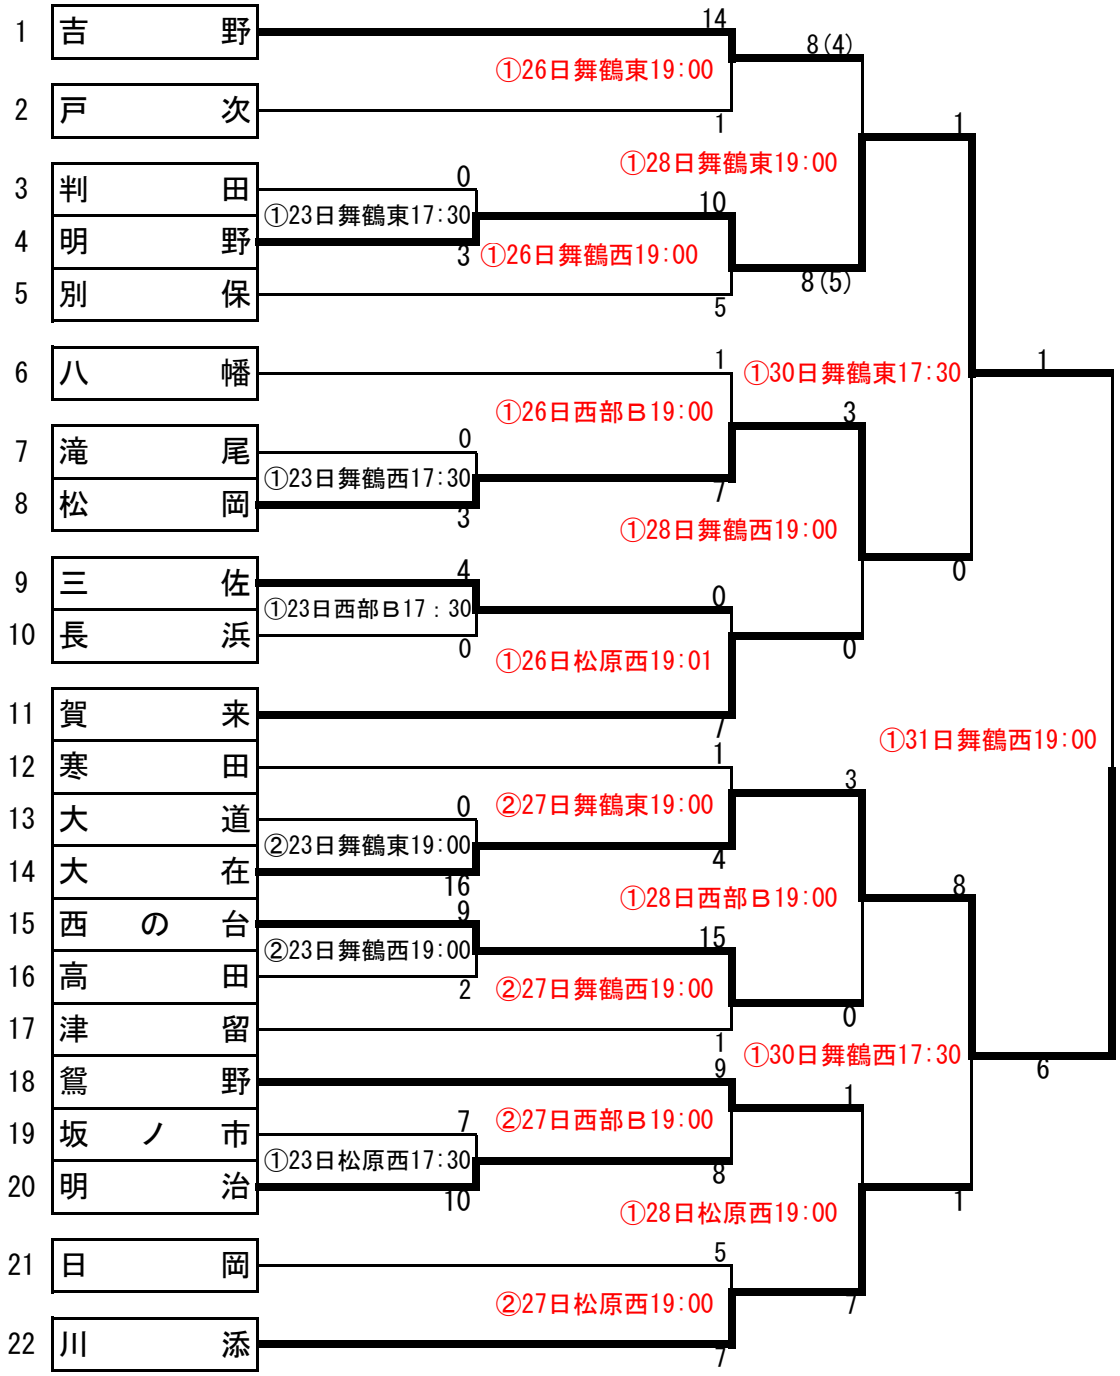 1 吉野
14
8(4)
①26日舞鶴東19:00
2 戸次
1
1
①28日舞鶴東19:00
3 判田
0
①23日舞鶴東17:30
10
4 明野
3
①26日舞鶴西19:00
8(5)
5 別保
5
6 八幡
1
①30日舞鶴東17:30
1
①26日西部B19:00
3
7 滝尾
0
①23日舞鶴西17:30
8 松岡
3
7
①28日舞鶴西19:00
9 三佐
4
0
0
①23日西部B17：30
10 長浜
0
①26日松原西19:01
0
11 賀来
7
①31日舞鶴西19:00
12 寒田
1
3
13 大道
0
②27日舞鶴東19:00
②23日舞鶴東19:00
4
14 大在
16
①28日西部B19:00
8
15 西の台
9
15
②23日舞鶴西19:00
16 高田
2
②27日舞鶴西19:00
0
17 津留
1
①30日舞鶴西17:30
6
18 鴛野
9
1
19 坂ノ市
7
②27日西部B19:00
①23日松原西17:30
8
20 明治
10
①28日松原西19:00
1
21 日岡
5
②27日松原西19:00
7
22 川添
7